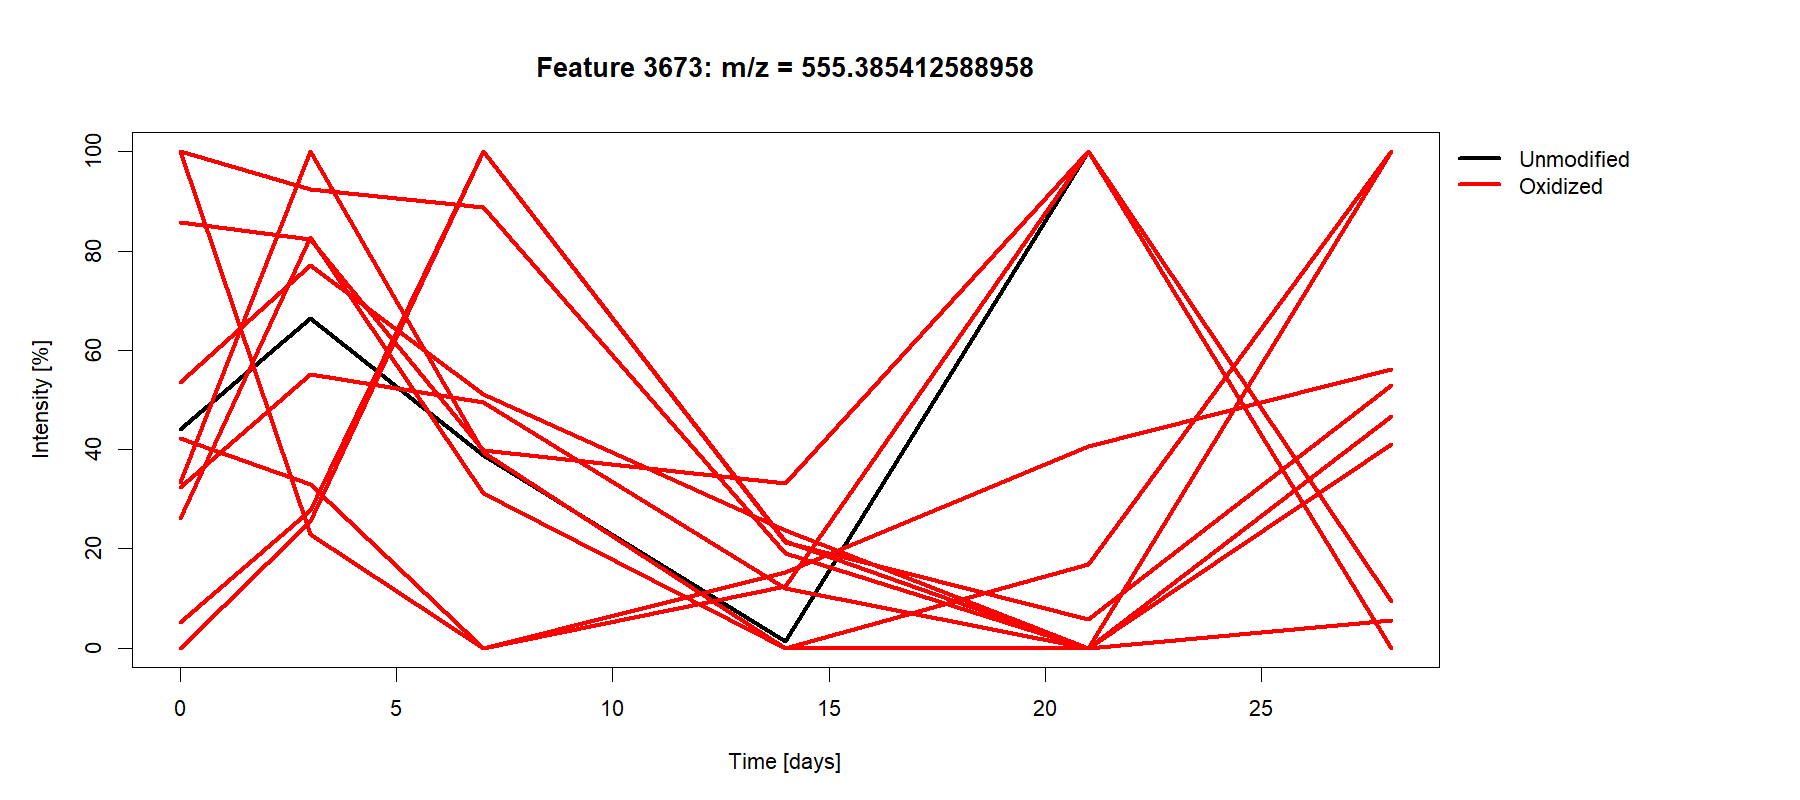 Feature 3673: m/z = 555.385412588958
Unmodified
Oxidized
Intensity [%]
100
80
60
40
20
0
0 5 10 15 20 25
Time [days]